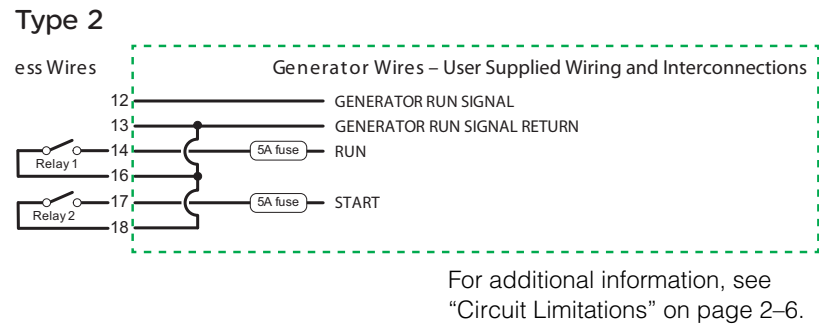 Type 2
ess Wires
Generator Wires – User Supplied Wiring and Interconnections
12 GENERATOR RUN SIGNAL
13 GENERATOR RUN SIGNAL RETURN
14 5A fuse RUN
Relay 1
16
17 5A fuse START
Relay 2
18
For additional information, see
“Circuit Limitations” on page 2–6.